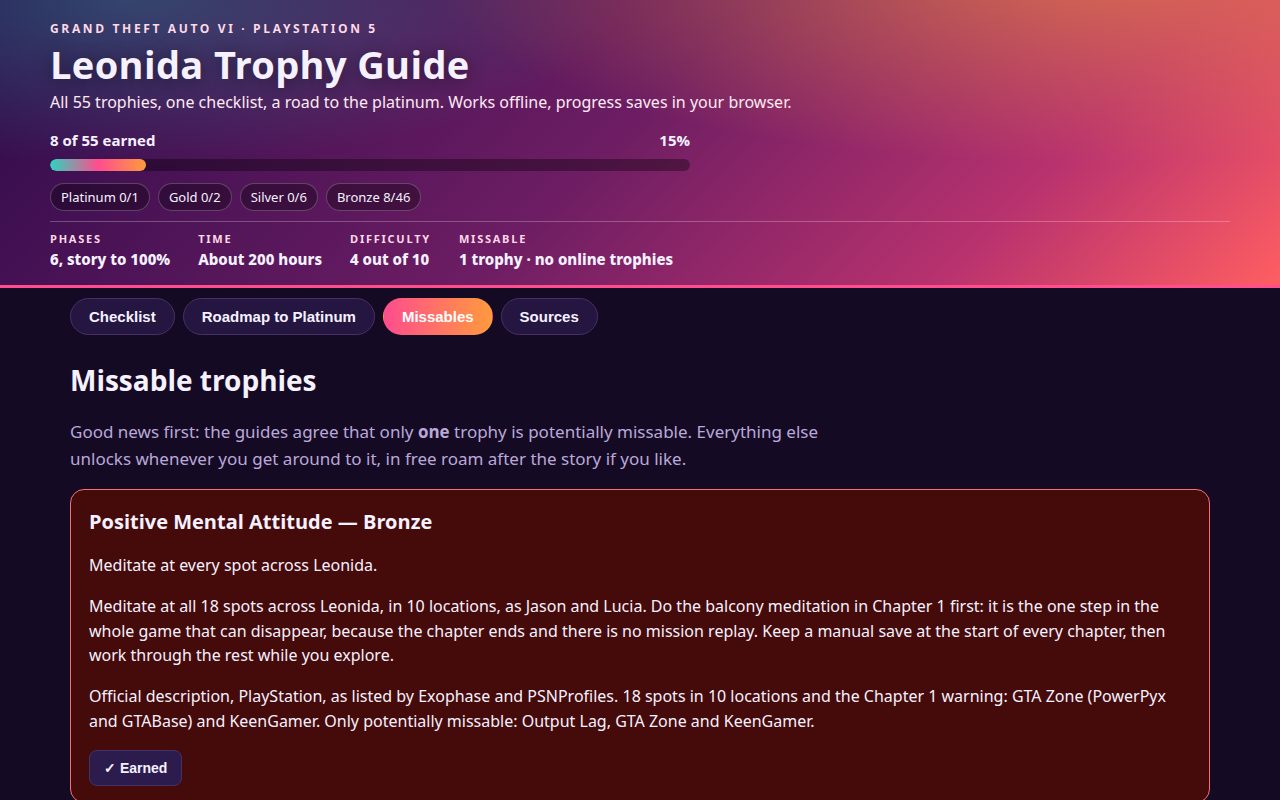 GRAND THEFT AUTO VI · PLAYSTATION 5
Leonida Trophy Guide
All 55 trophies, one checklist, a road to the platinum. Works offline, progress saves in your browser.
8 of 55 earned 15%
Platinum 0/1 Gold 0/2 Silver 0/6 Bronze 8/46
PHASES TIME DIFFICULTY MISSABLE
6, story to 100% About 200 hours 4 out of 10 1 trophy · no online trophies
Checklist Roadmap to Platinum Missables Sources
Missable trophies
Good news first: the guides agree that only one trophy is potentially missable. Everything else
unlocks whenever you get around to it, in free roam after the story if you like.
Positive Mental Attitude — Bronze
Meditate at every spot across Leonida.
Meditate at all 18 spots across Leonida, in 10 locations, as Jason and Lucia. Do the balcony meditation in Chapter 1 first: it is the one step in the
whole game that can disappear, because the chapter ends and there is no mission replay. Keep a manual save at the start of every chapter, then
work through the rest while you explore.
Official description, PlayStation, as listed by Exophase and PSNProfiles. 18 spots in 10 locations and the Chapter 1 warning: GTA Zone (PowerPyx
and GTABase) and KeenGamer. Only potentially missable: Output Lag, GTA Zone and KeenGamer.
✓ Earned